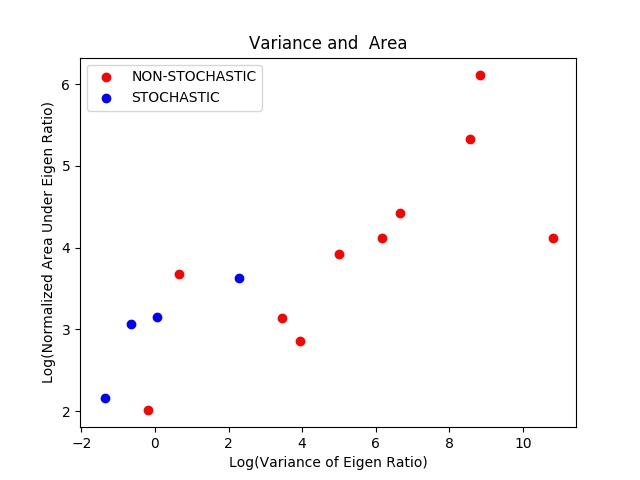 Variance and  Area
NON-STOCHASTIC
STOCHASTIC
Log(Normalized Area Under Eigen Ratio)
6
5
4
3
2
−2
0
2
4
6
8
10
Log(Variance of Eigen Ratio)